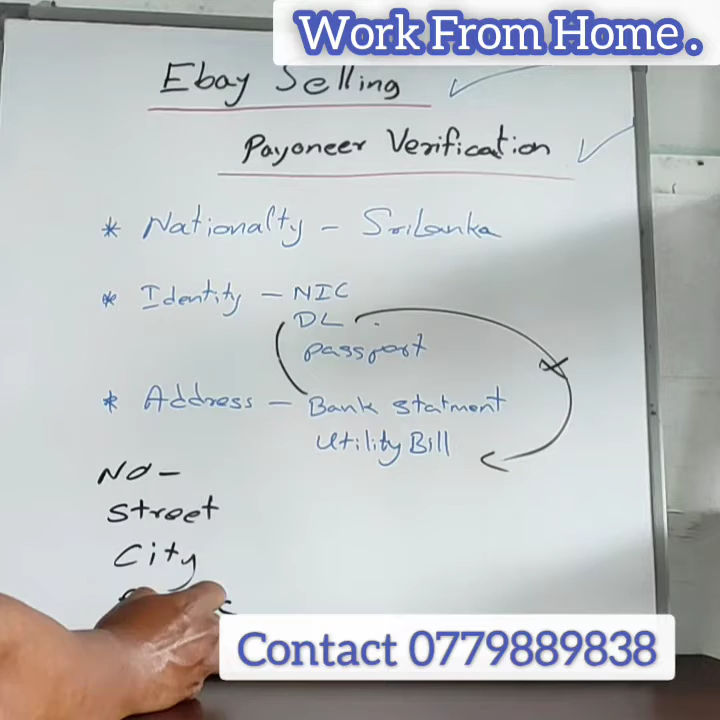 Work From Home.
Ebay Selling
Payoneer Verification
* Nationalty - SriLanka
* Identity - NIC
DL
passport
* Address - Bank statment
Utility Bill
No -
Street
City
Contact 0779889838